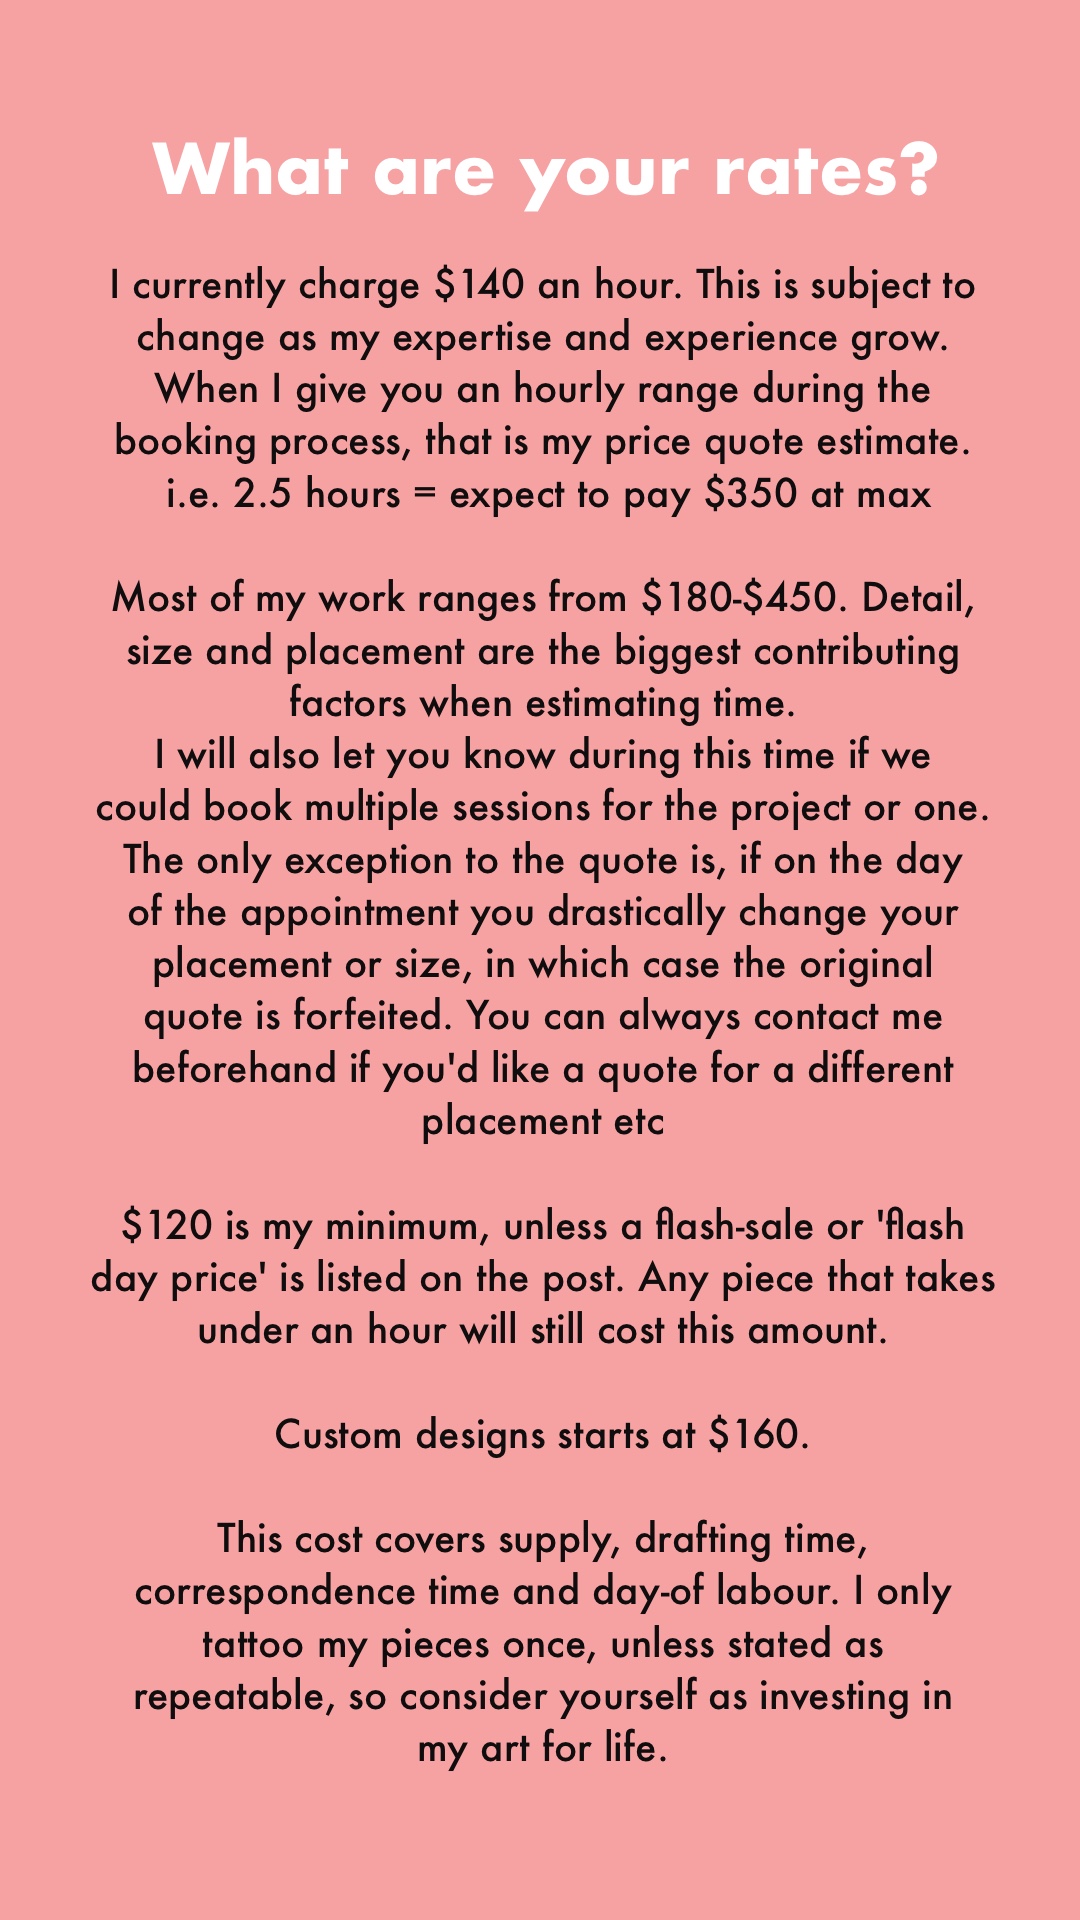 What are your rates?
I currently charge $140 an hour. This is subject to
change as my expertise and experience grow.
When I give you an hourly range during the
booking process, that is my price quote estimate.
i.e. 2.5 hours = expect to pay $350 at max
Most of my work ranges from $180-$450. Detail,
size and placement are the biggest contributing
factors when estimating time.
I will also let you know during this time if we
could book multiple sessions for the project or one.
The only exception to the quote is, if on the day
of the appointment you drastically change your
placement or size, in which case the original
quote is forfeited. You can always contact me
beforehand if you'd like a quote for a different
placement etc
$120 is my minimum, unless a flash-sale or 'flash
day price' is listed on the post. Any piece that takes
under an hour will still cost this amount.
Custom designs starts at $160.
This cost covers supply, drafting time,
correspondence time and day-of labour. I only
tattoo my pieces once, unless stated as
repeatable, so consider yourself as investing in
my art for life.